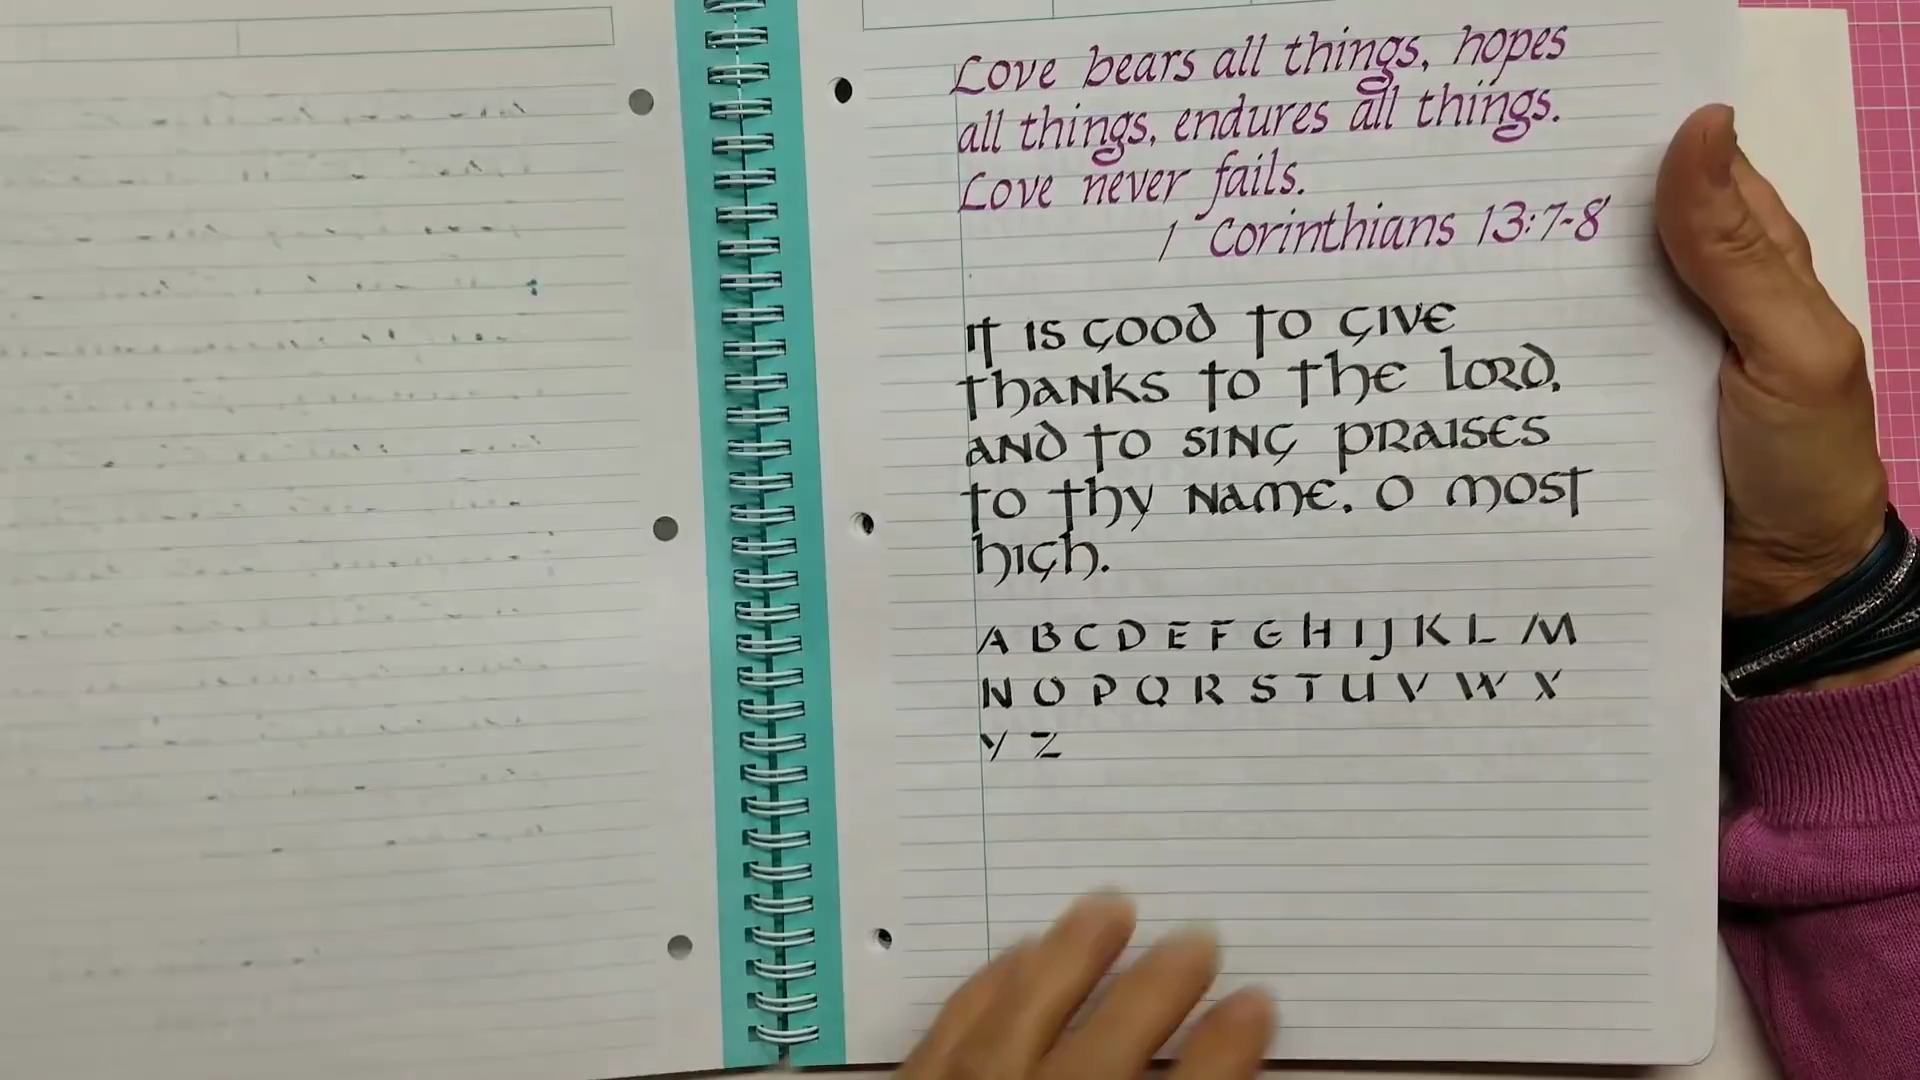 Love bears all things, hopes
all things, endures all things.
Love never fails.
1 Corinthians 13:7-8
It is good to give
thanks to the Lord,
and to sing praises
to thy name, O most
high.
A B C D E F G H I J K L M
N O P Q R S T U V W X
Y Z